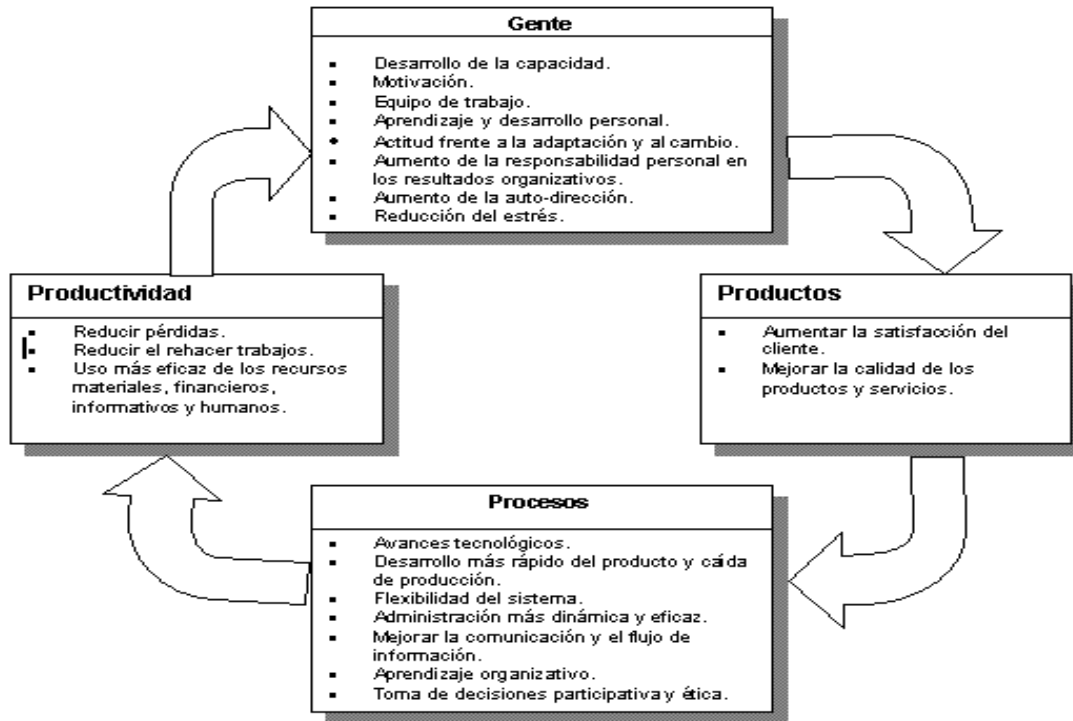 Gente
▪ Desarrollo de la capacidad.
▪ Motivación.
▪ Equipo de trabajo.
▪ Aprendizaje y desarrollo personal.
• Actitud frente a la adaptación y al cambio.
▪ Aumento de la responsabilidad personal en
los resultados organizativos.
▪ Aumento de la auto-dirección.
▪ Reducción del estrés.
Productividad
▪ Reducir pérdidas.
▪ Reducir el rehacer trabajos.
▪ Uso más eficaz de los recursos
materiales, financieros,
informativos y humanos.
Productos
▪ Aumentar la satisfacción del
cliente.
▪ Mejorar la calidad de los
productos y servicios.
Procesos
▪ Avances tecnológicos.
▪ Desarrollo más rápido del producto y caída
de producción.
▪ Flexibilidad del sistema.
▪ Administración más dinámica y eficaz.
▪ Mejorar la comunicación y el flujo de
información.
▪ Aprendizaje organizativo.
▪ Toma de decisiones participativa y ética.